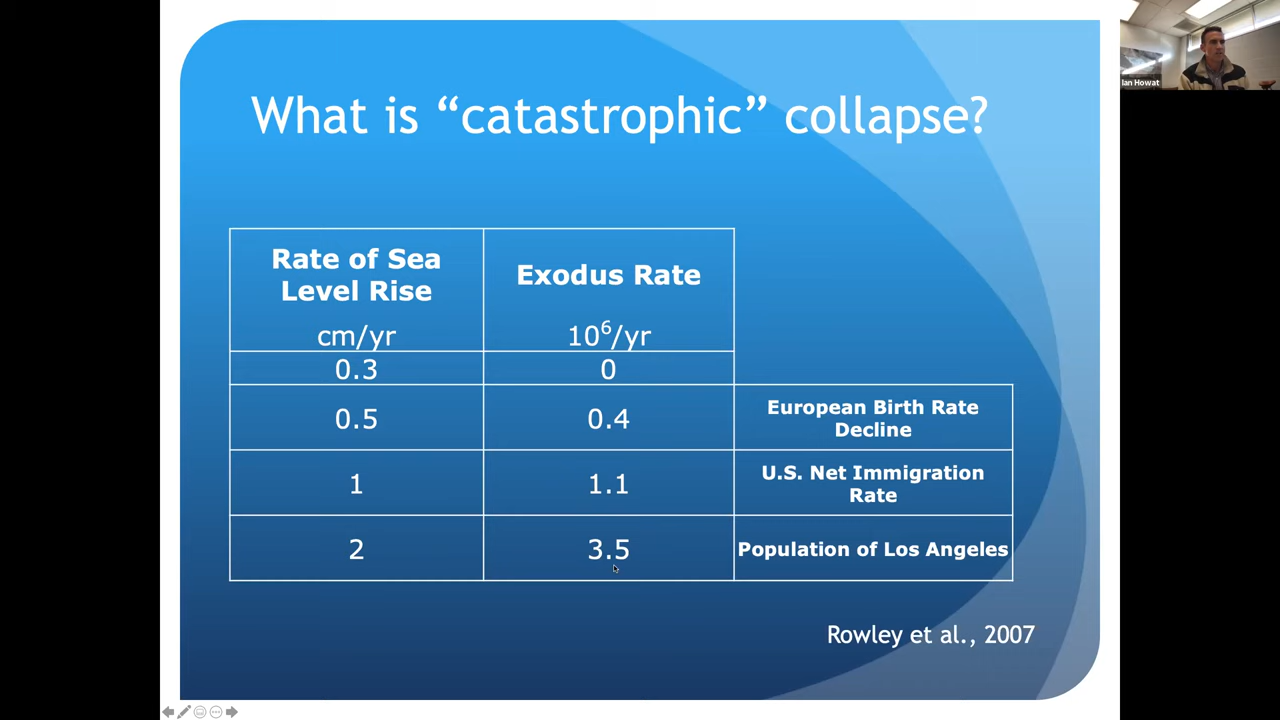 What is “catastrophic” collapse?
Rate of Sea
Level Rise
cm/yr
Exodus Rate
10⁶/yr
0.3
0
0.5
0.4
European Birth Rate
Decline
1
1.1
U.S. Net Immigration
Rate
2
3.5
Population of Los Angeles
Rowley et al., 2007
Ian Howat